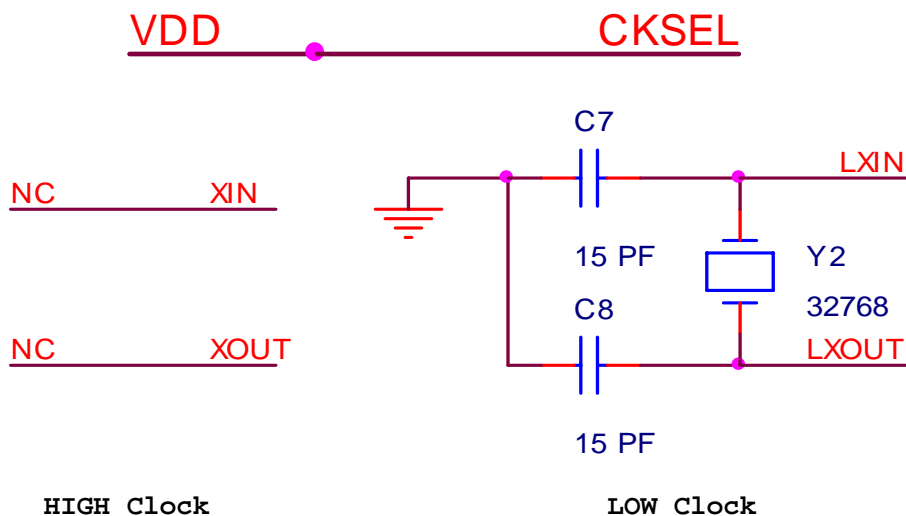 VDD CKSEL
C7
LXIN
NC XIN
15 PF
Y2
C8
32768
NC XOUT
LXOUT
15 PF
HIGH Clock LOW Clock